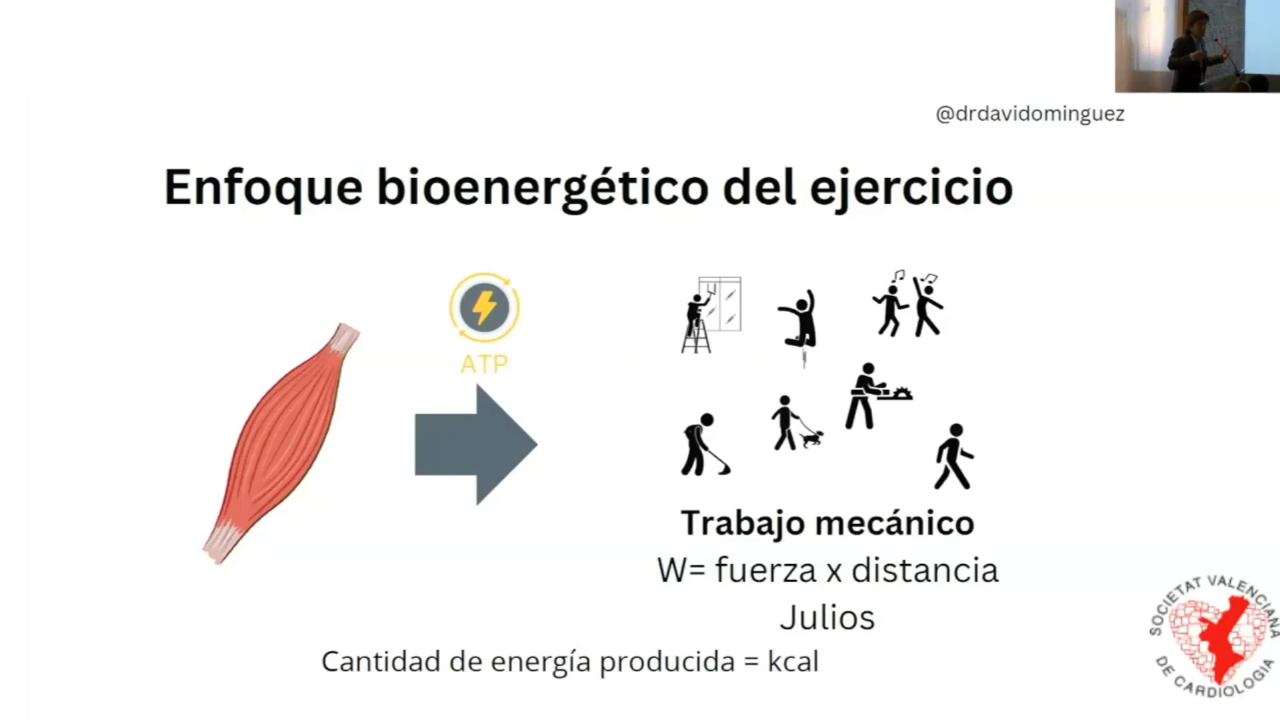 @drdavidominguez
Enfoque bioenergético del ejercicio
ATP
Trabajo mecánico
W= fuerza x distancia
Julios
Cantidad de energía producida = kcal
SOCIETAT VALENCIANA
DE CARDIOLOGIA